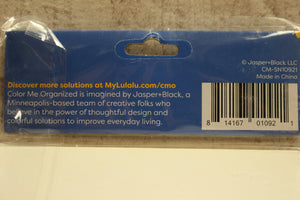 © Jasper+Black LLC
CM-SN10921
Made in China
Discover more solutions at MyLulalu.com/cmo
Color Me Organized is imagined by Jasper+Black, a
Minneapolis-based team of creative folks who
believe in the power of thoughtful design and
colorful solutions to improve everyday living.
8 14167 01092 1